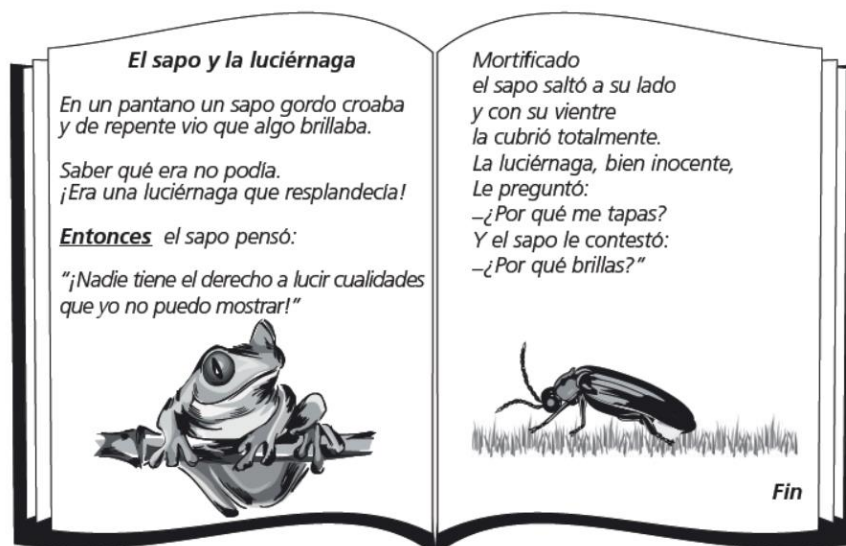 El sapo y la luciérnaga
En un pantano un sapo gordo croaba
y de repente vio que algo brillaba.
Saber qué era no podía.
¡Era una luciérnaga que resplandecía!
Entonces el sapo pensó:
“¡Nadie tiene el derecho a lucir cualidades
que yo no puedo mostrar!”
Mortificado
el sapo saltó a su lado
y con su vientre
la cubrió totalmente.
La luciérnaga, bien inocente,
Le preguntó:
–¿Por qué me tapas?
Y el sapo le contestó:
–¿Por qué brillas?”
Fin